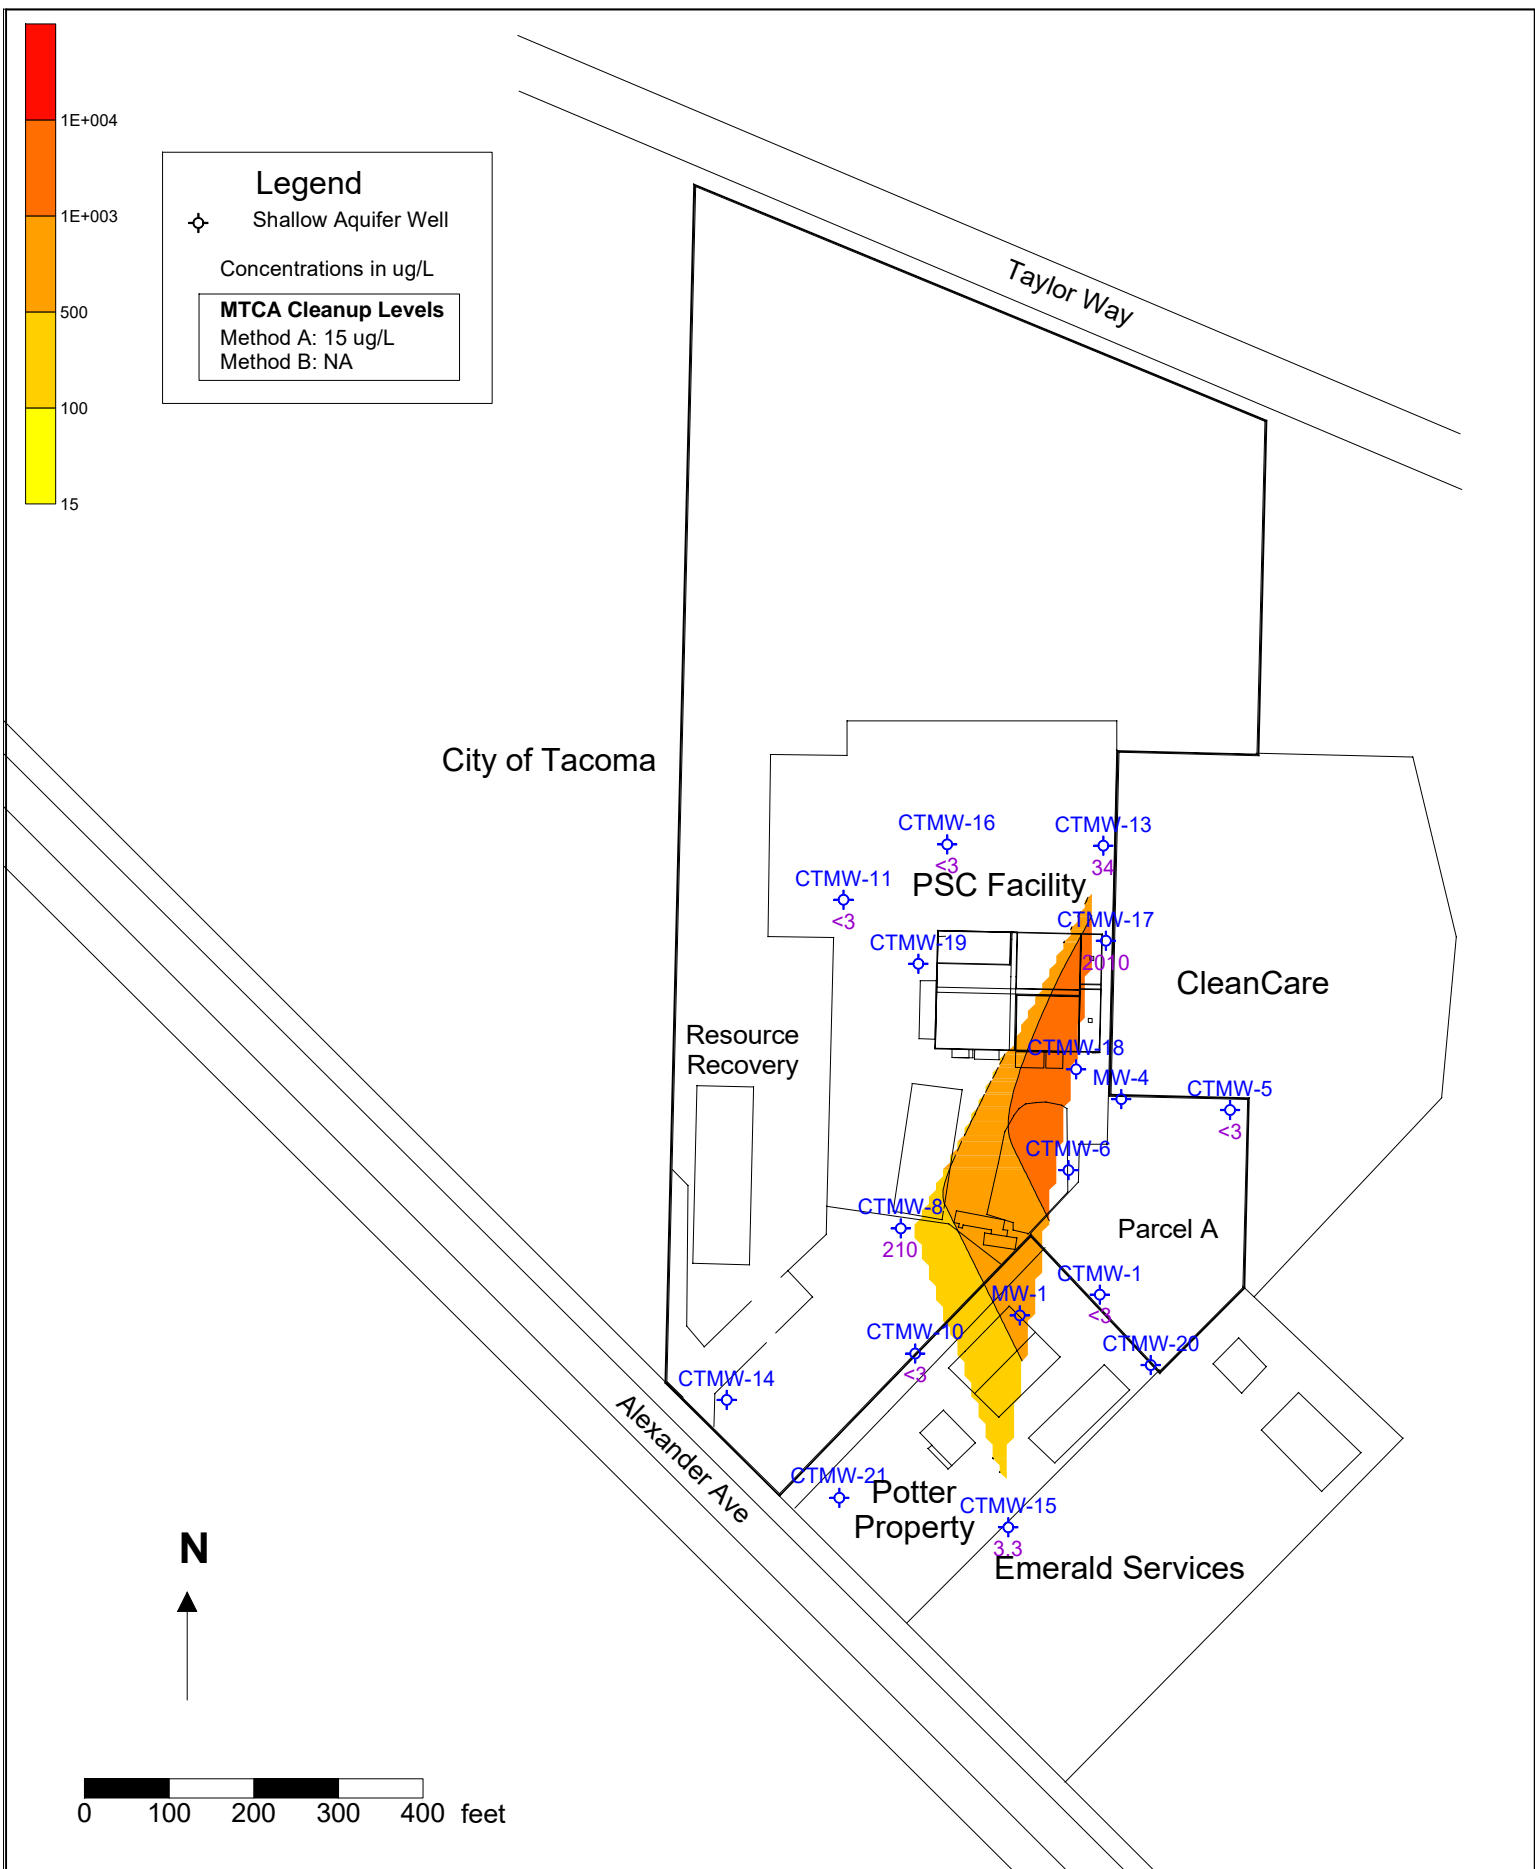 1E+004
1E+003
500
100
15
Legend
Shallow Aquifer Well
Concentrations in ug/L
MTCA Cleanup Levels
Method A: 15 ug/L
Method B: NA
Taylor Way
City of Tacoma
CTMW-16
<3
CTMW-13
34
CTMW-11
<3
PSC Facility
CTMW-17
2010
CTMW-19
CleanCare
Resource
Recovery
CTMW-18
MW-4
CTMW-5
<3
CTMW-6
CTMW-8
210
Parcel A
CTMW-1
<3
MW-1
CTMW-10
<3
CTMW-20
CTMW-14
Alexander Ave
CTMW-21
Potter
Property
CTMW-15
3.3
Emerald Services
N
0 100 200 300 400 feet